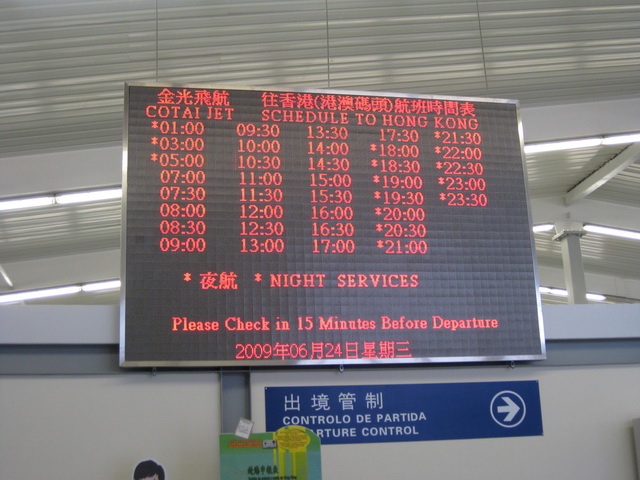 金光飛航 往香港(港澳碼頭)航班時間表
COTAI JET SCHEDULE TO HONG KONG
*01:00 09:30 13:30 17:30 *21:30
*03:00 10:00 14:00 *18:00 *22:00
*05:00 10:30 14:30 *18:30 *22:30
07:00 11:00 15:00 *19:00 *23:00
07:30 11:30 15:30 *19:30 *23:30
08:00 12:00 16:00 *20:00
08:30 12:30 16:30 *20:30
09:00 13:00 17:00 *21:00
* 夜航 * NIGHT SERVICES
Please Check in 15 Minutes Before Departure
2009年06月24日星期三
出境管制
CONTROLO DE PARTIDA
ARTURE CONTROL